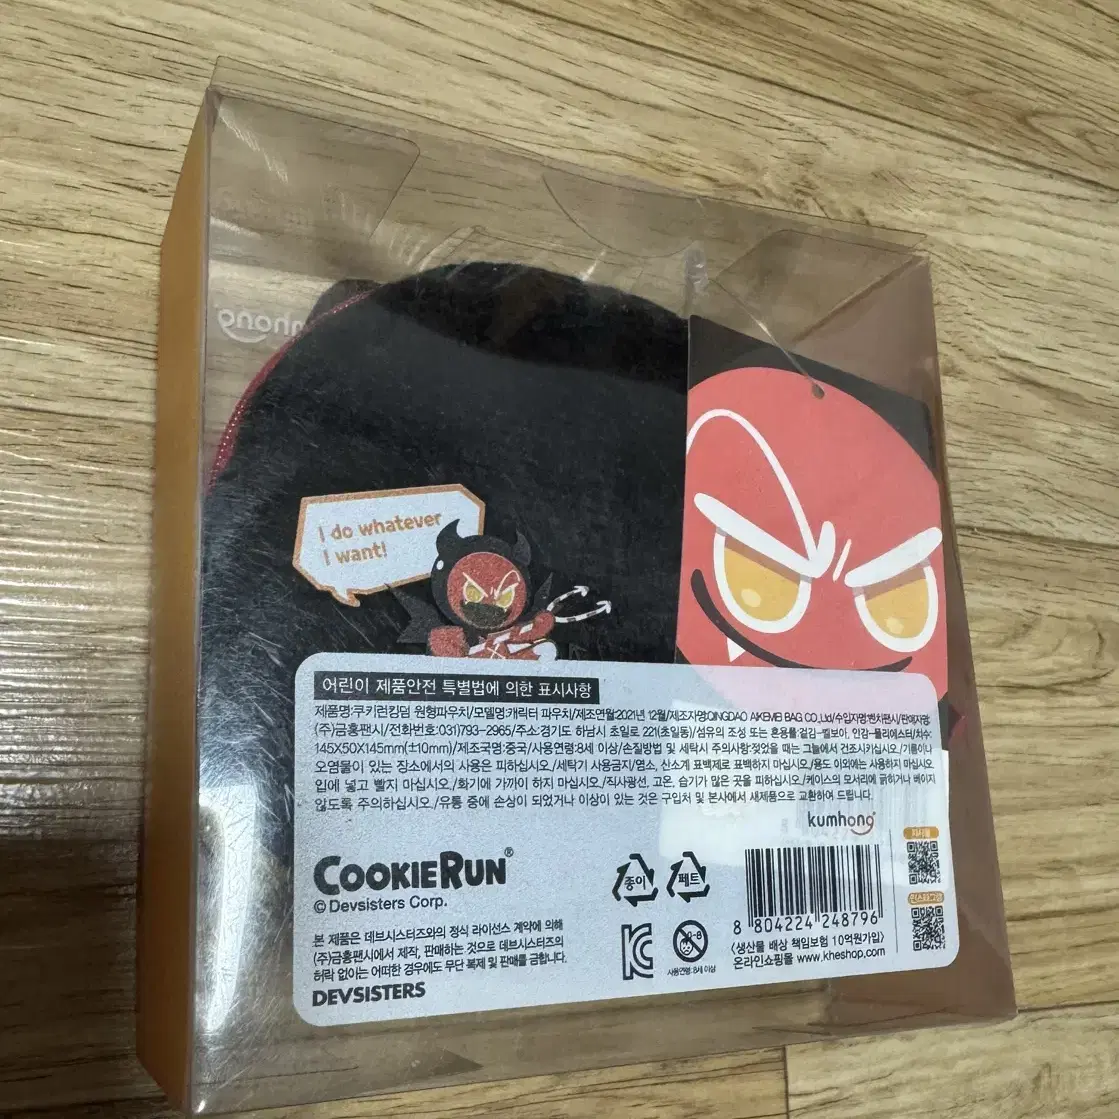 kumhong
I do whatever
I want!
어린이 제품안전 특별법에 의한 표시사항
제품명:쿠키런킹덤 원형파우치/모델명:캐릭터 파우치/제조연월:2021년 12월/제조자명:QINGDAO AIKEMEI BAG CO.,Ltd/수입자명:벤처팬시/판매자명:
(주)금홍팬시/전화번호:031)793-2965/주소:경기도 하남시 초일로 221(초일동)/섬유의 조성 또는 혼용률:겉감-벨보아, 안감-폴리에스터/치수:
145X50X145mm(±10mm)/제조국명:중국/사용연령:8세 이상/손질방법 및 세탁시 주의사항:젖었을 때는 그늘에서 건조시키십시오./기름이나
오염물이 있는 장소에서의 사용은 피하십시오./세탁기 사용금지/염소, 산소계 표백제로 표백하지 마십시오./용도 이외에는 사용하지 마십시오
입에 넣고 빨지 마십시오./화기에 가까이 하지 마십시오./직사광선, 고온, 습기가 많은 곳을 피하십시오./케이스의 모서리에 긁히거나 베이지
않도록 주의하십시오./유통 중에 손상이 되었거나 이상이 있는 것은 구입처 및 본사에서 새제품으로 교환하여 드립니다.
kumhong
COOKIERUN®
© Devsisters Corp.
종이
페트
8 804224 248796
본 제품은 데브시스터즈와의 정식 라이선스 계약에 의해
(주)금홍팬시에서 제작, 판매하는 것으로 데브시스터즈의
허락 없이는 어떠한 경우에도 무단 복제 및 판매를 금합니다.
DEVSISTERS
0-8
사용연령:8세 이상
<생산물 배상 책임보험 10억원가입>
온라인쇼핑몰 www.kheshop.com
인스타그램